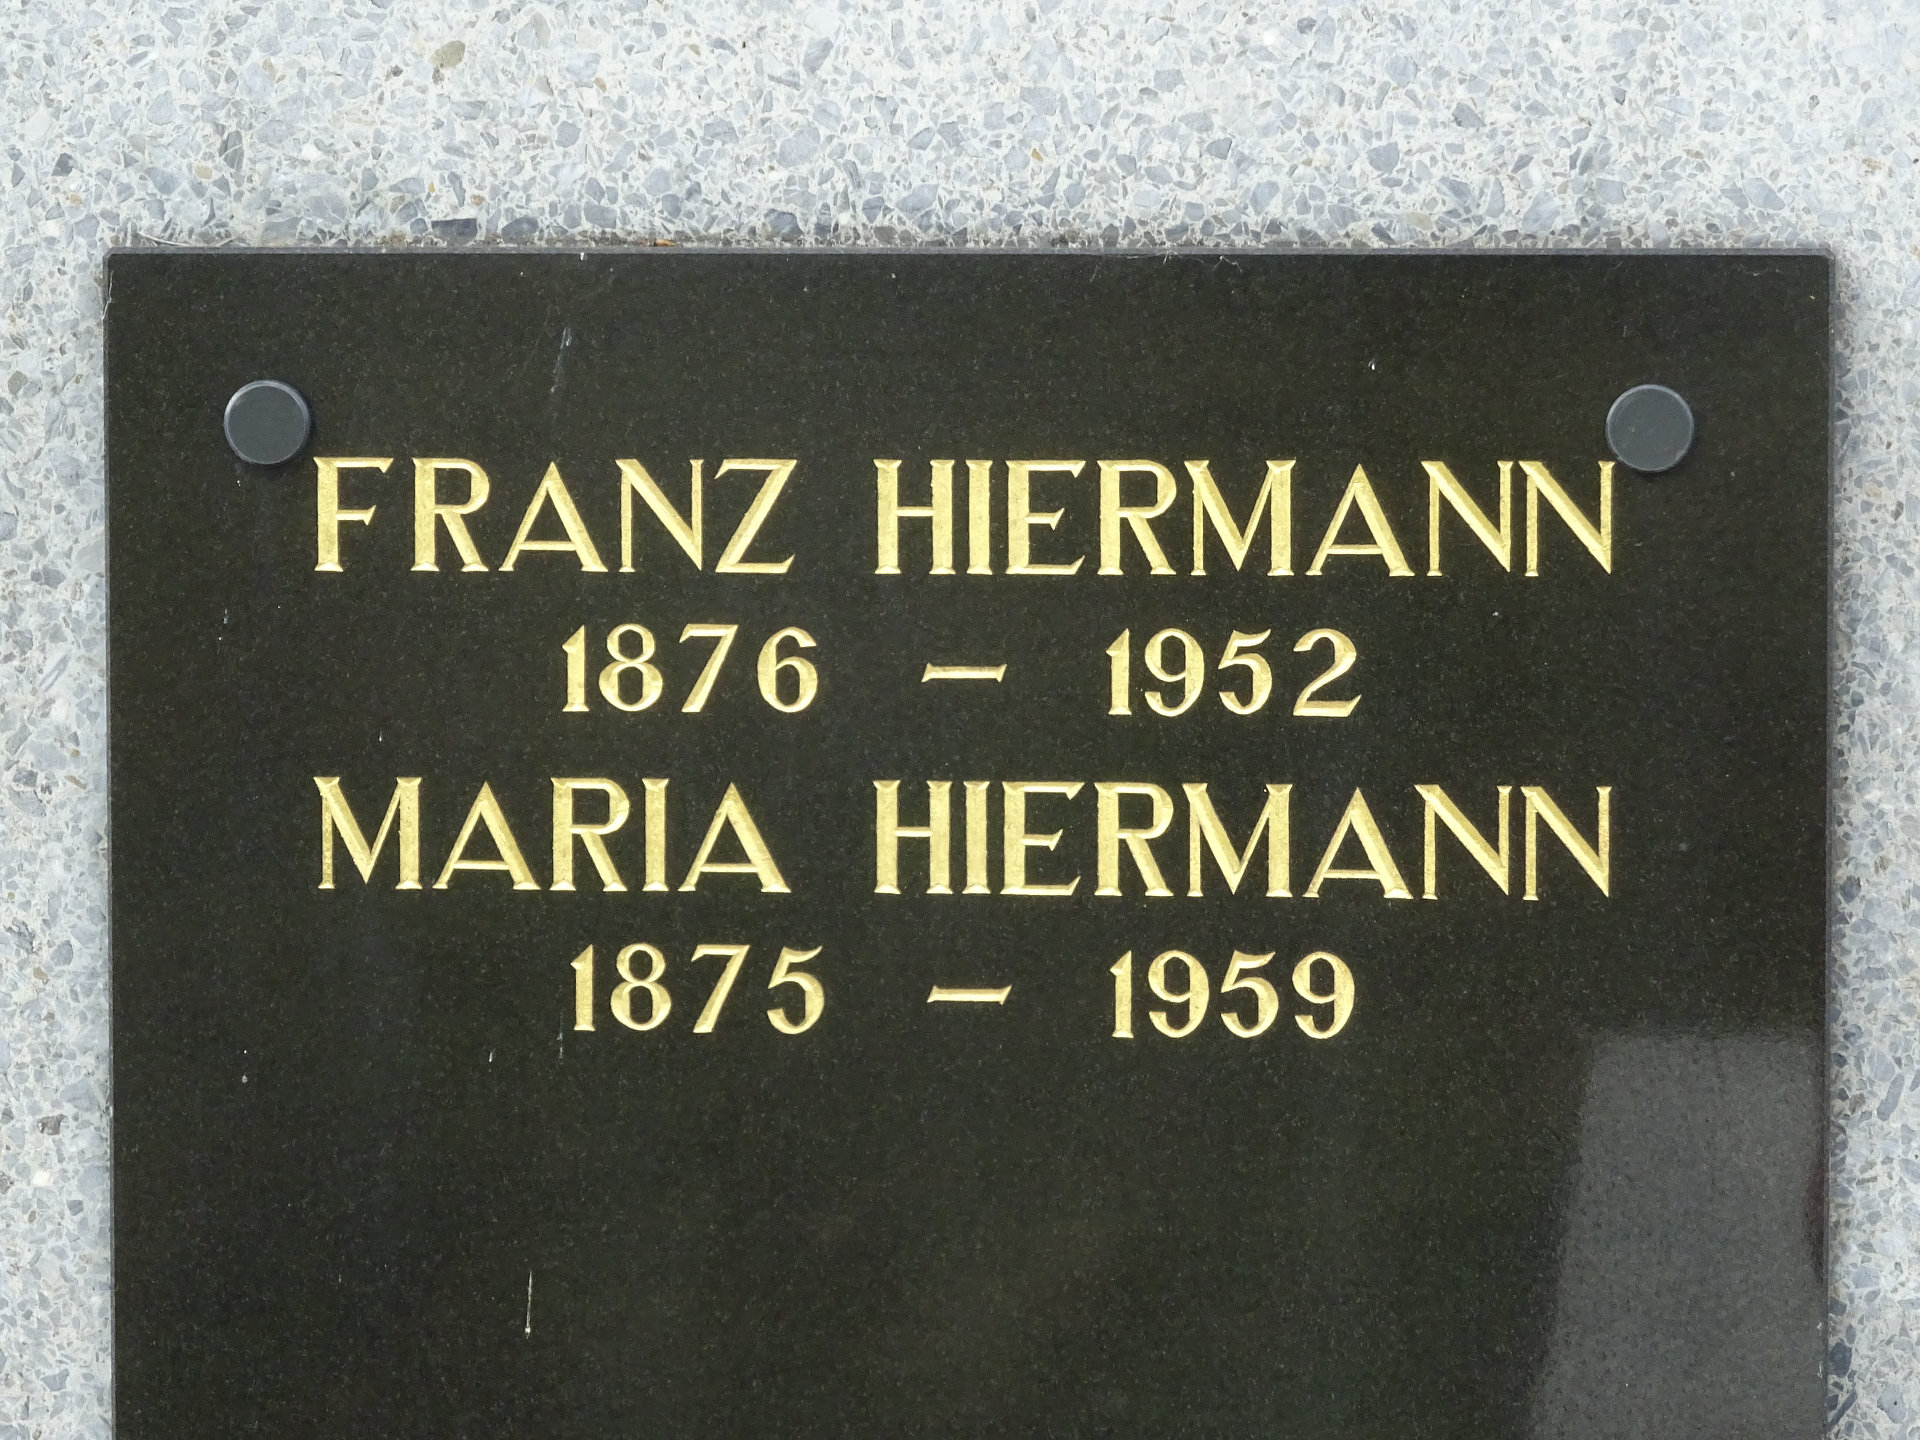 FRANZ HIERMANN
1876 – 1952
MARIA HIERMANN
1875 – 1959